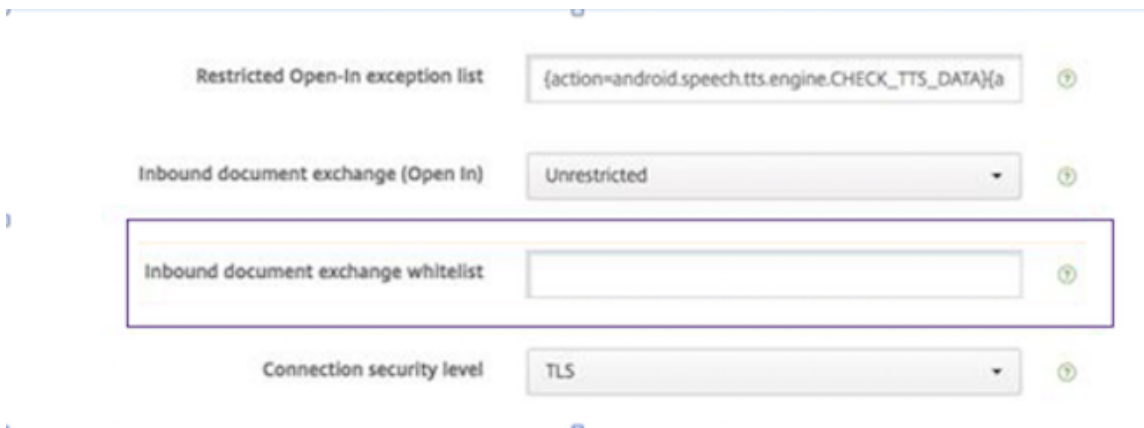 Restricted Open-In exception list {action=android.speech.tts.engine.CHECK_TTS_DATA}{a
Inbound document exchange (Open In) Unrestricted
Inbound document exchange whitelist
Connection security level TLS